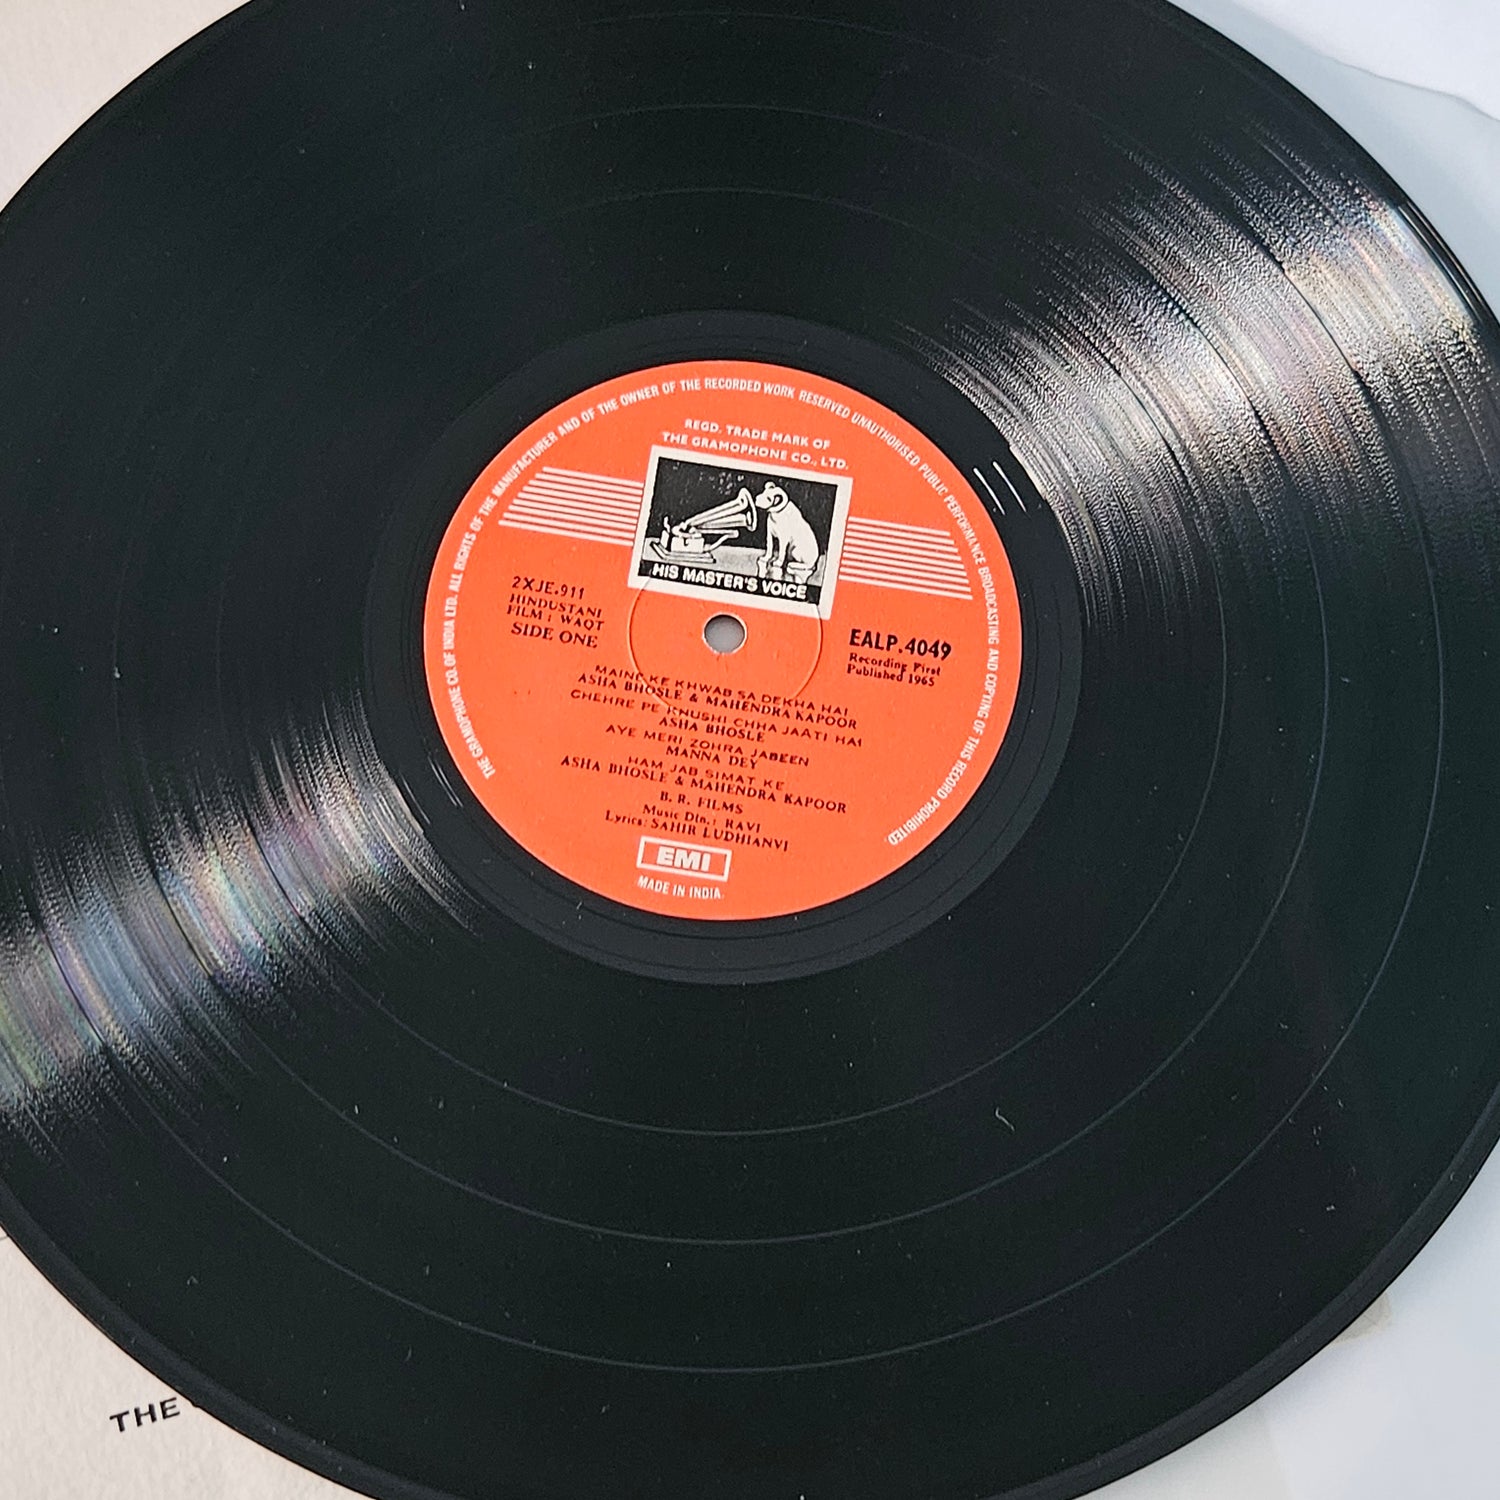 THE GRAMOPHONE CO. OF INDIA LTD. ALL RIGHTS OF THE MANUFACTURER AND OF THE OWNER OF THE RECORDED WORK RESERVED UNAUTHORISED PUBLIC PERFORMANCE BROADCASTING AND COPYING OF THIS RECORD PROHIBITED.
REGD. TRADE MARK OF
THE GRAMOPHONE CO., LTD.
HIS MASTER'S VOICE
2XJE.911
HINDUSTANI
FILM : WAQT
SIDE ONE
EALP.4049
Recording First
Published 1965
MAINE KE KHWAB SA DEKHA HAI
ASHA BHOSLE & MAHENDRA KAPOOR
CHEHRE PE KHUSHI CHHA JAATI HAI
ASHA BHOSLE
AYE MERI ZOHRA JABEEN
MANNA DEY
HAM JAB SIMAT KE
ASHA BHOSLE & MAHENDRA KAPOOR
B. R. FILMS
Music Dln.: RAVI
Lyrics: SAHIR LUDHIANVI
EMI
MADE IN INDIA.
THE